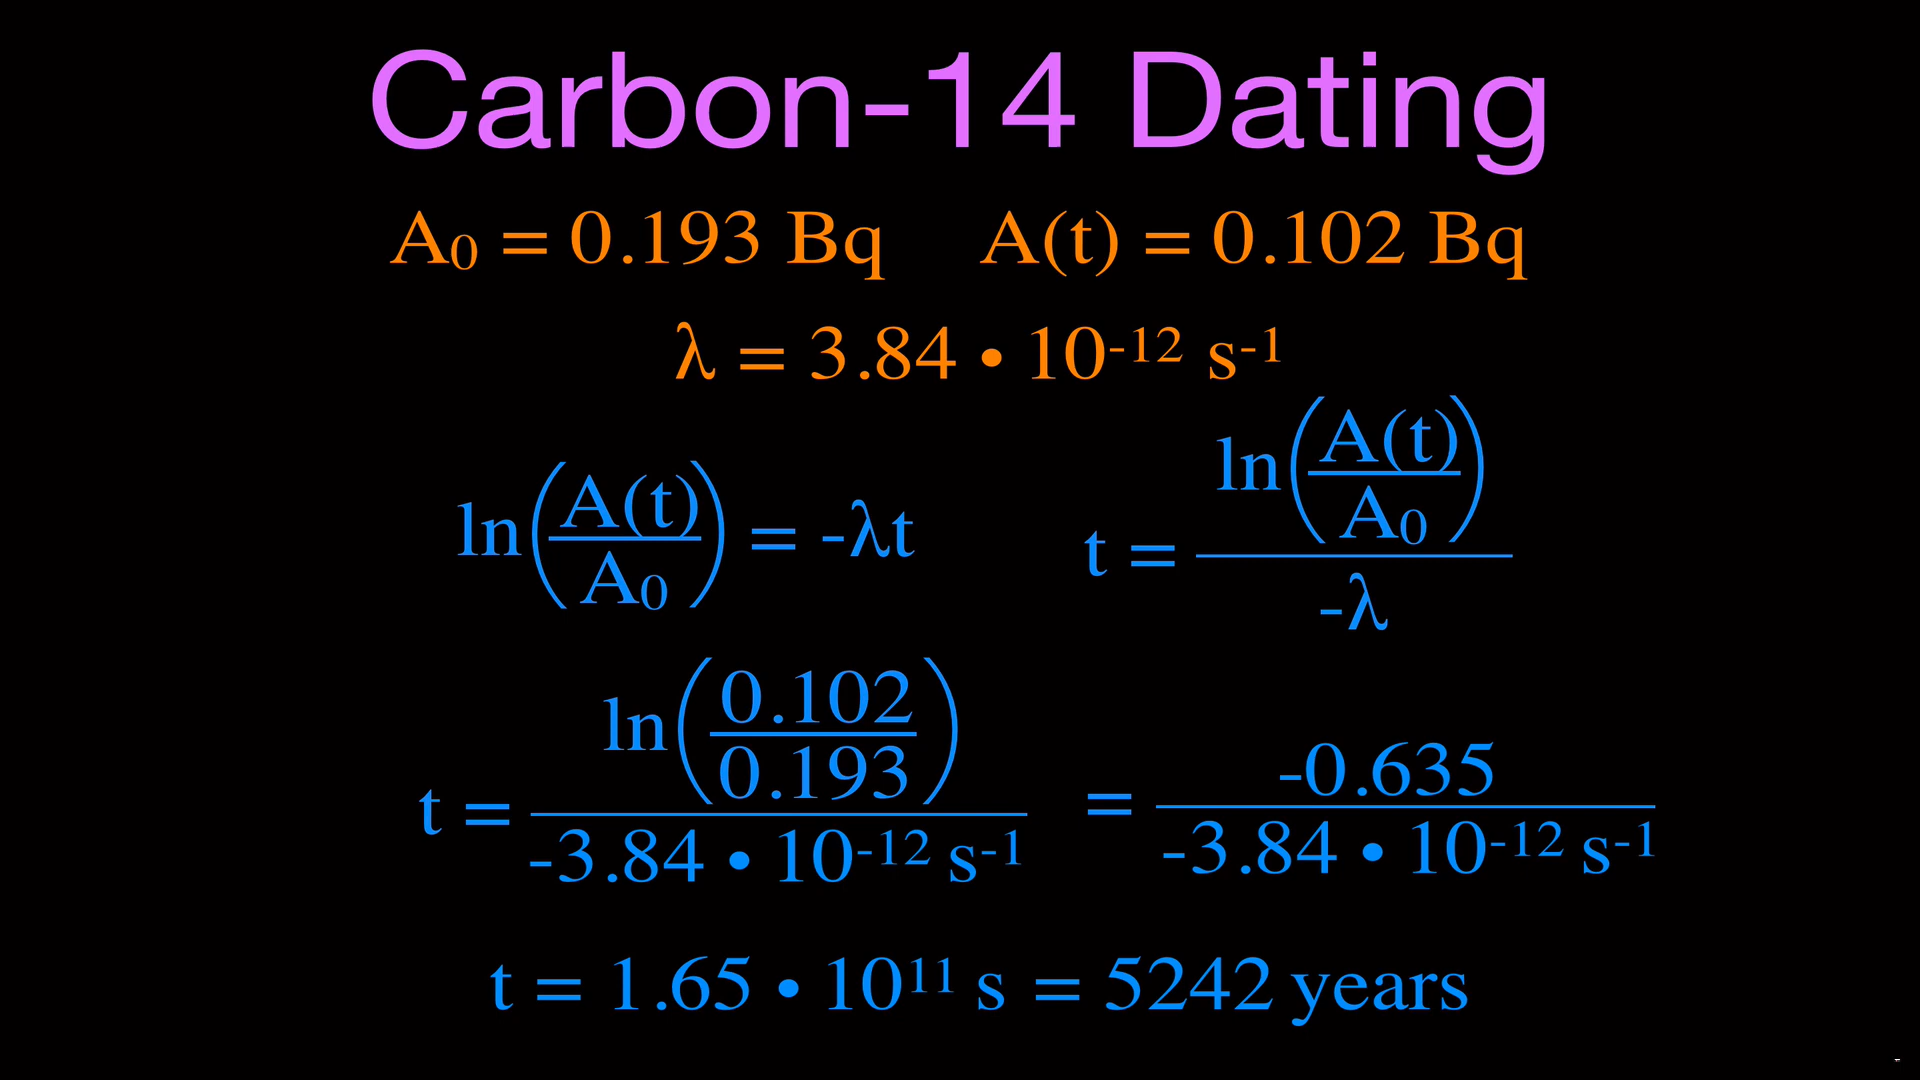 Carbon-14 Dating
A₀ = 0.193 Bq A(t) = 0.102 Bq
λ = 3.84 • 10⁻¹² s⁻¹
ln(A(t)/A₀) = -λt t = ln(A(t)/A₀)/-λ
t = ln(0.102/0.193)/-3.84 • 10⁻¹² s⁻¹ = -0.635/-3.84 • 10⁻¹² s⁻¹
t = 1.65 • 10¹¹ s = 5242 years